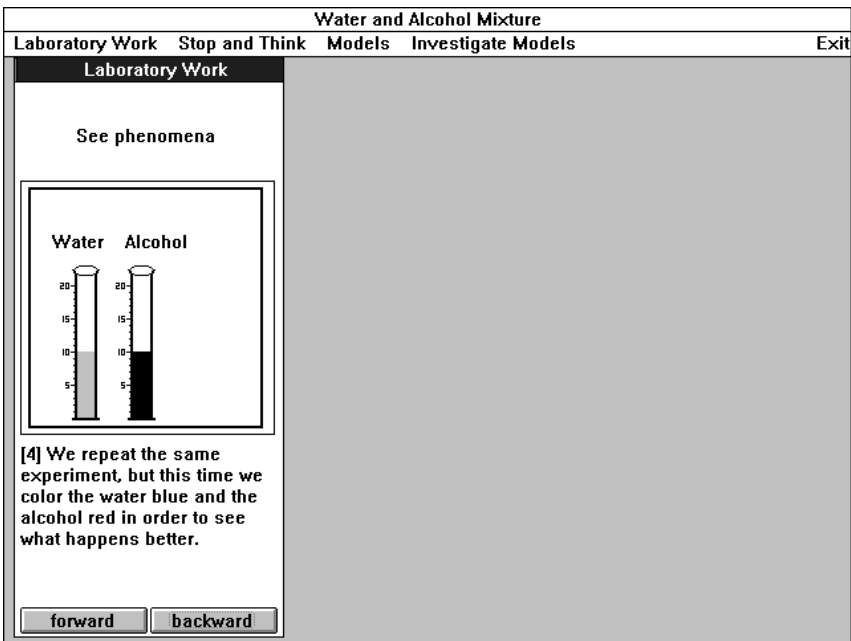 Water and Alcohol Mixture
Laboratory Work Stop and Think Models Investigate Models Exit
Laboratory Work
See phenomena
Water Alcohol
20 20
15 15
10 10
5 5
[4] We repeat the same
experiment, but this time we
color the water blue and the
alcohol red in order to see
what happens better.
forward backward